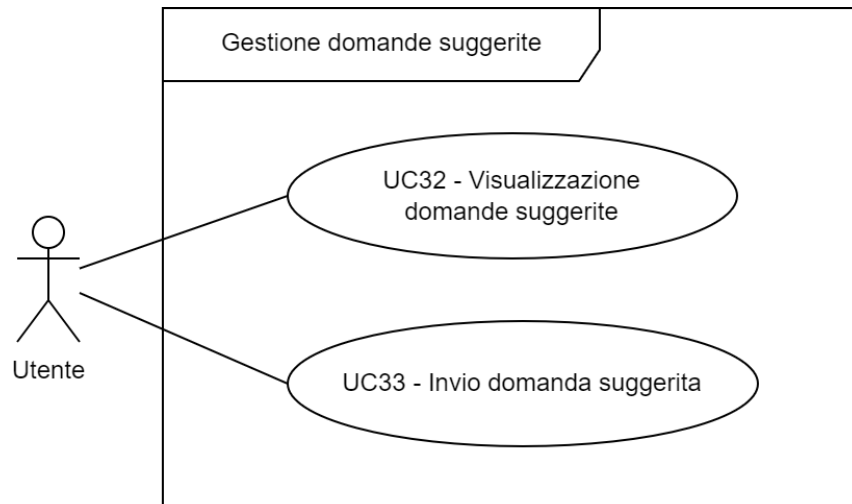 Gestione domande suggerite
UC32 - Visualizzazione
domande suggerite
Utente
UC33 - Invio domanda suggerita